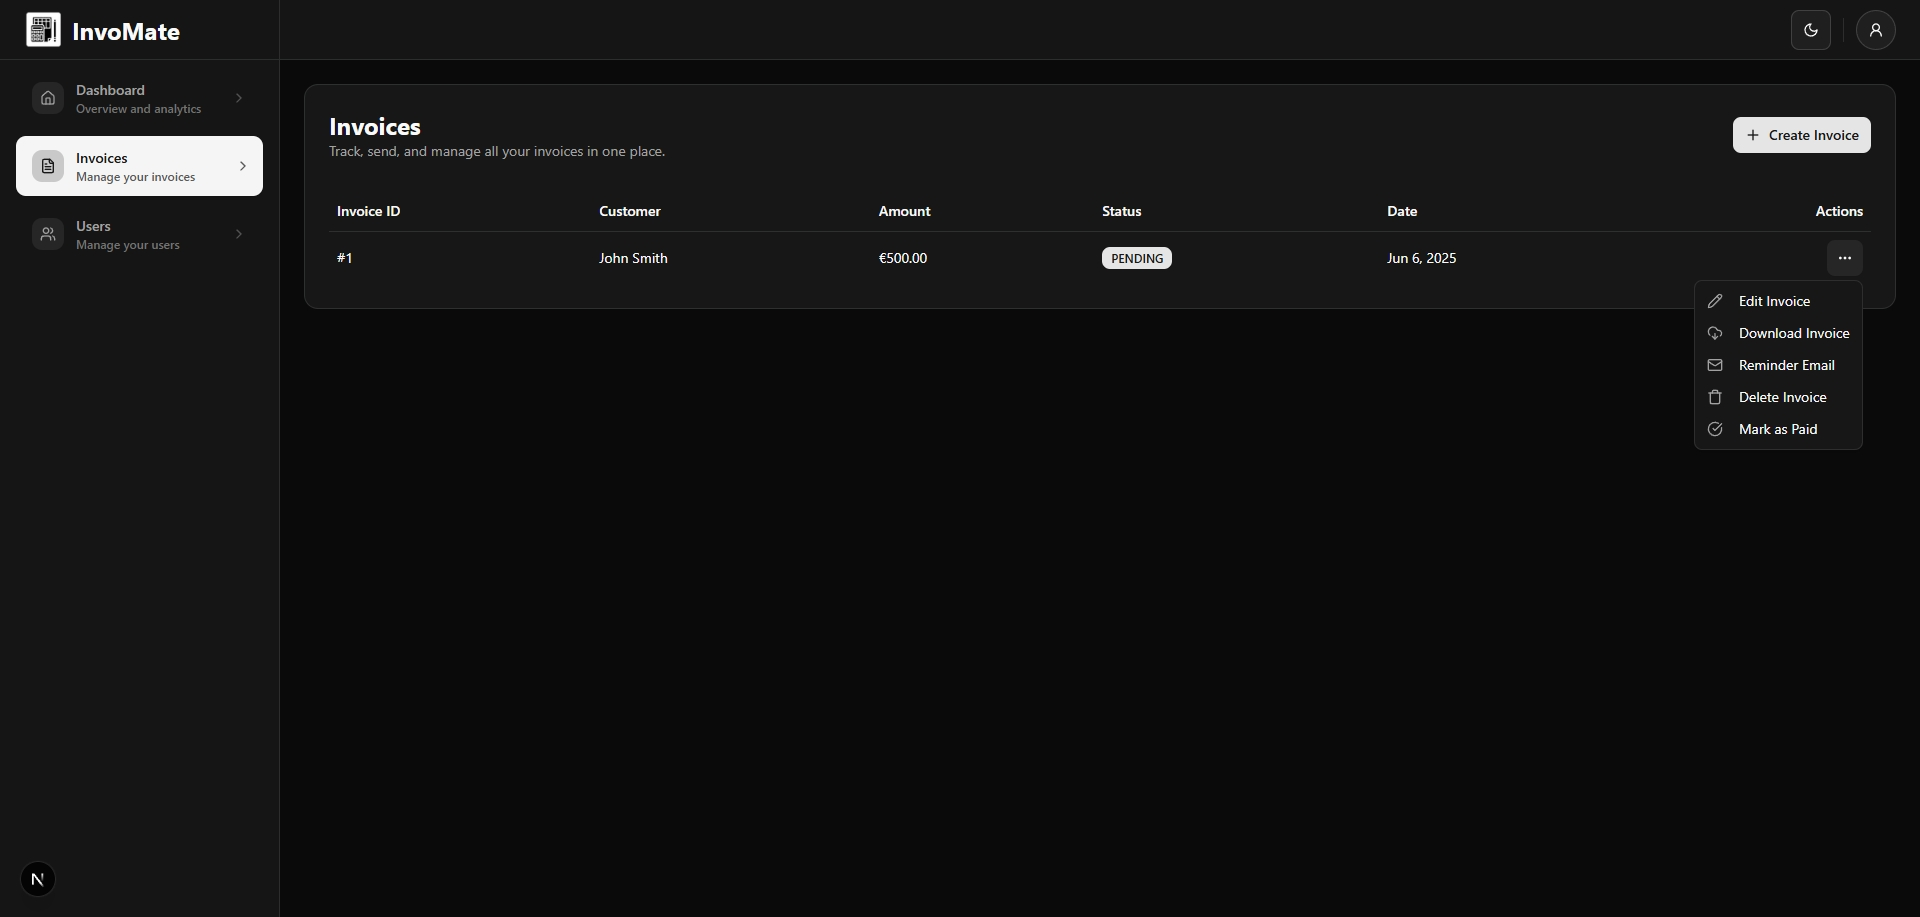 InvoMate
Dashboard
Overview and analytics
Invoices
Manage your invoices
Users
Manage your users
Invoices
Track, send, and manage all your invoices in one place.
Create Invoice
Invoice ID Customer Amount Status Date Actions
#1 John Smith €500.00 PENDING Jun 6, 2025
Edit Invoice
Download Invoice
Reminder Email
Delete Invoice
Mark as Paid
N